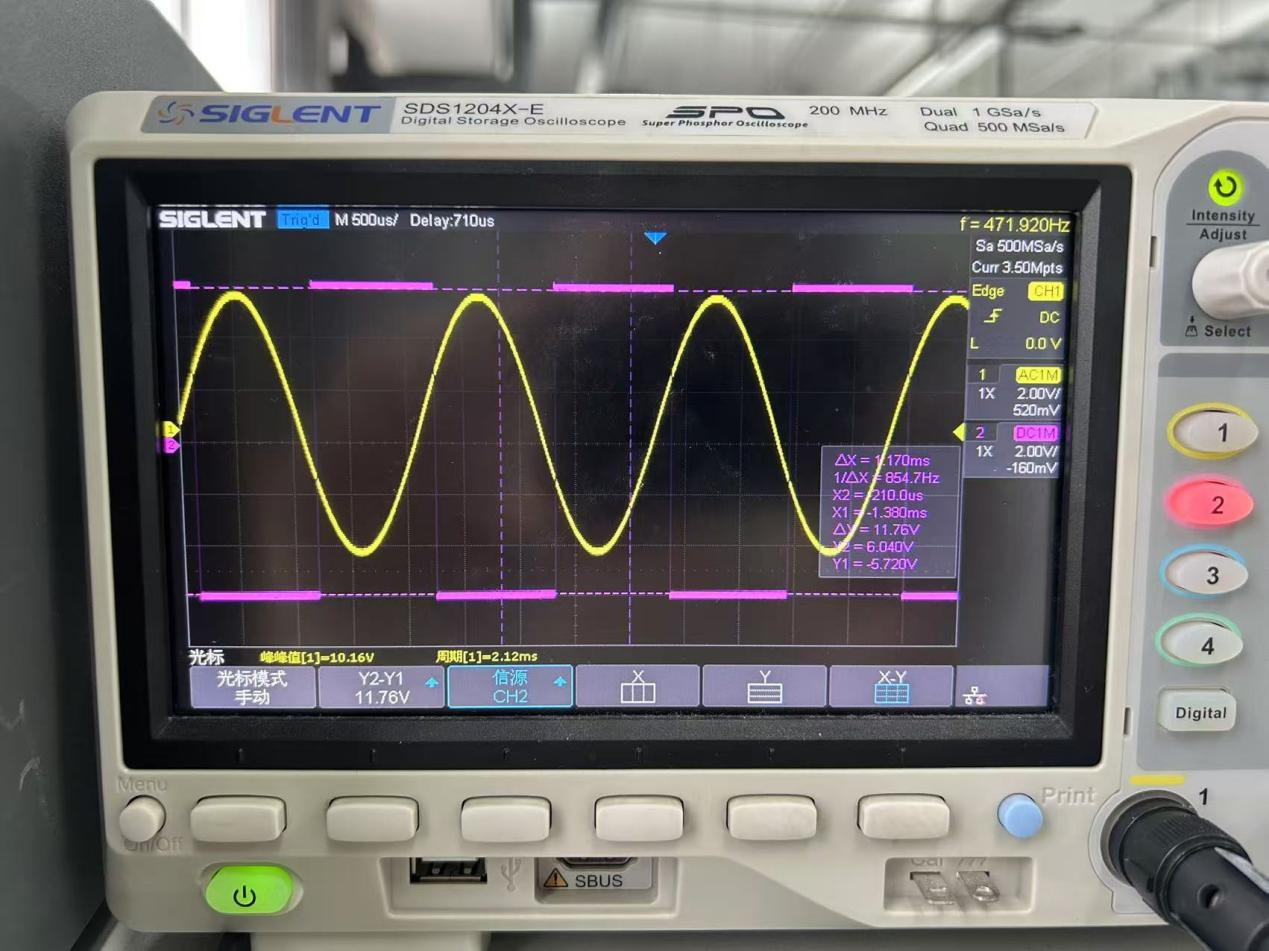 SIGLENT SDS1204X-E
Digital Storage Oscilloscope
SPO
Super Phosphor Oscilloscope
200 MHz
Dual 1 GSa/s
Quad 500 MSa/s
SIGLENT Trig'd M 500us/ Delay:710us
f = 471.920Hz
Sa 500MSa/s
Curr 3.50Mpts
Edge CH1
DC
L 0.0 V
1 AC1M
1X 2.00V/
520mV
2 DC1M
1X 2.00V/
-160mV
1
2
ΔX = 1.170ms
1/ΔX = 854.7Hz
X2 = -210.0us
X1 = -1.380ms
ΔY = 11.76V
Y2 = 6.040V
Y1 = -5.720V
光标 峰峰值[1]=10.16V 周期[1]=2.12ms
光标模式
手动
Y2-Y1
11.76V
信源
CH2
X
Y
X-Y
Intensity
Adjust
Select
1
2
3
4
Digital
1
Menu
On/Off
Print
SBUS
Cal